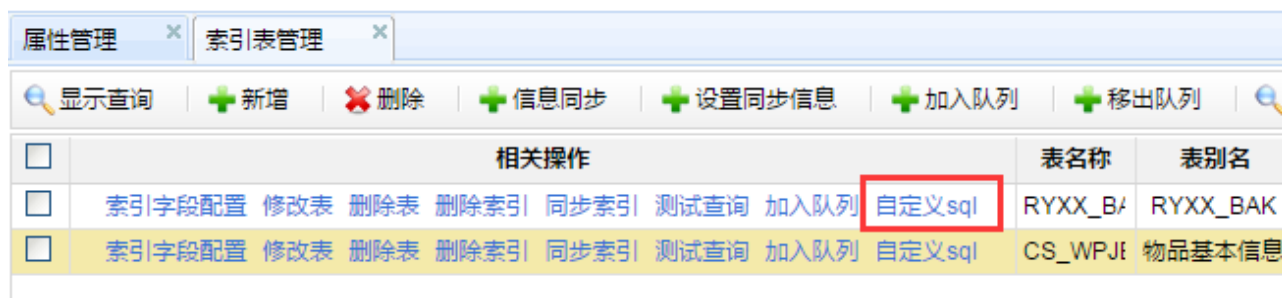 属性管理 索引表管理
显示查询 新增 删除 信息同步 设置同步信息 加入队列 移出队列
相关操作 表名称 表别名
索引字段配置 修改表 删除表 删除索引 同步索引 测试查询 加入队列 自定义sql RYXX_BA RYXX_BAK
索引字段配置 修改表 删除表 删除索引 同步索引 测试查询 加入队列 自定义sql CS_WPJB 物品基本信息